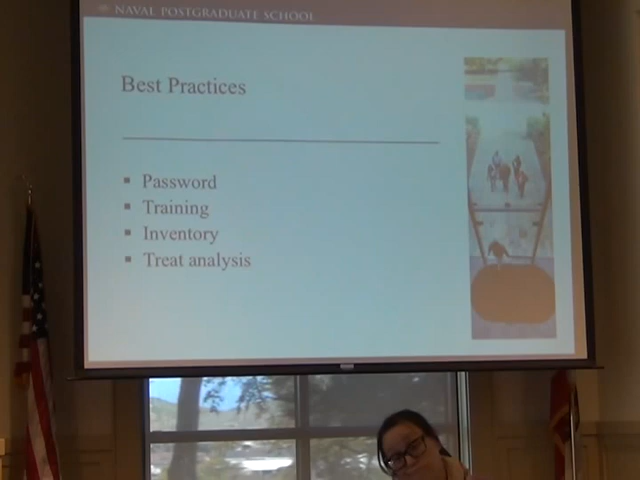 NAVAL POSTGRADUATE SCHOOL
Best Practices
Password
Training
Inventory
Treat analysis